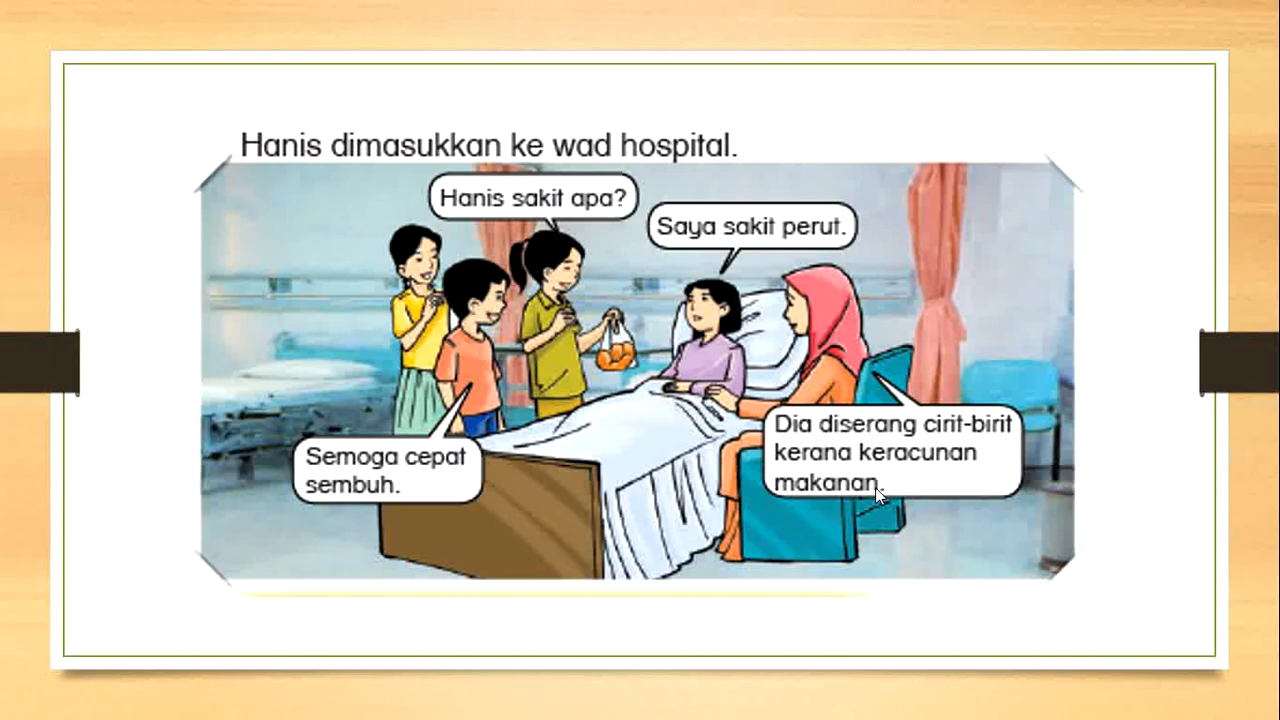 Hanis dimasukkan ke wad hospital.
Hanis sakit apa?
Saya sakit perut.
Semoga cepat
sembuh.
Dia diserang cirit-birit
kerana keracunan
makanan.